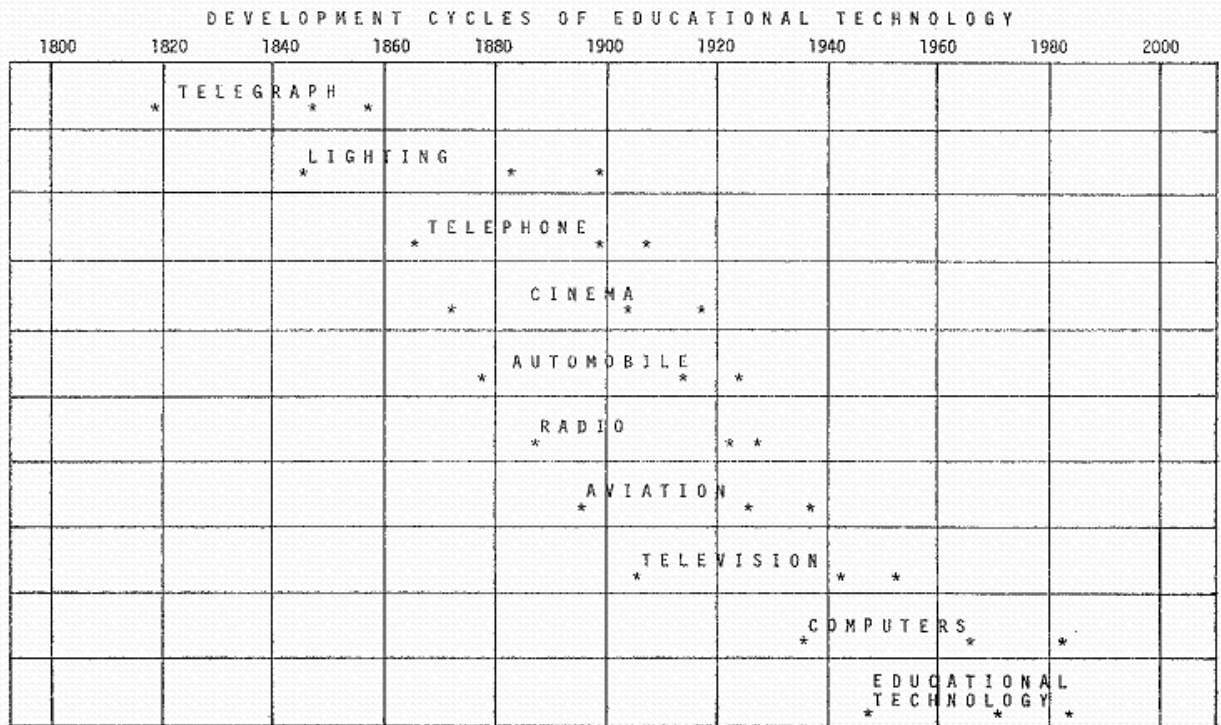 DEVELOPMENT CYCLES OF EDUCATIONAL TECHNOLOGY
1800 1820 1840 1860 1880 1900 1920 1940 1960 1980 2000
TELEGRAPH
* * *
LIGHTING
* * *
TELEPHONE
* * *
CINEMA
* * *
AUTOMOBILE
* * *
RADIO
* * *
AVIATION
* * *
TELEVISION
* * *
COMPUTERS
* * *
EDUCATIONAL
TECHNOLOGY
* * *